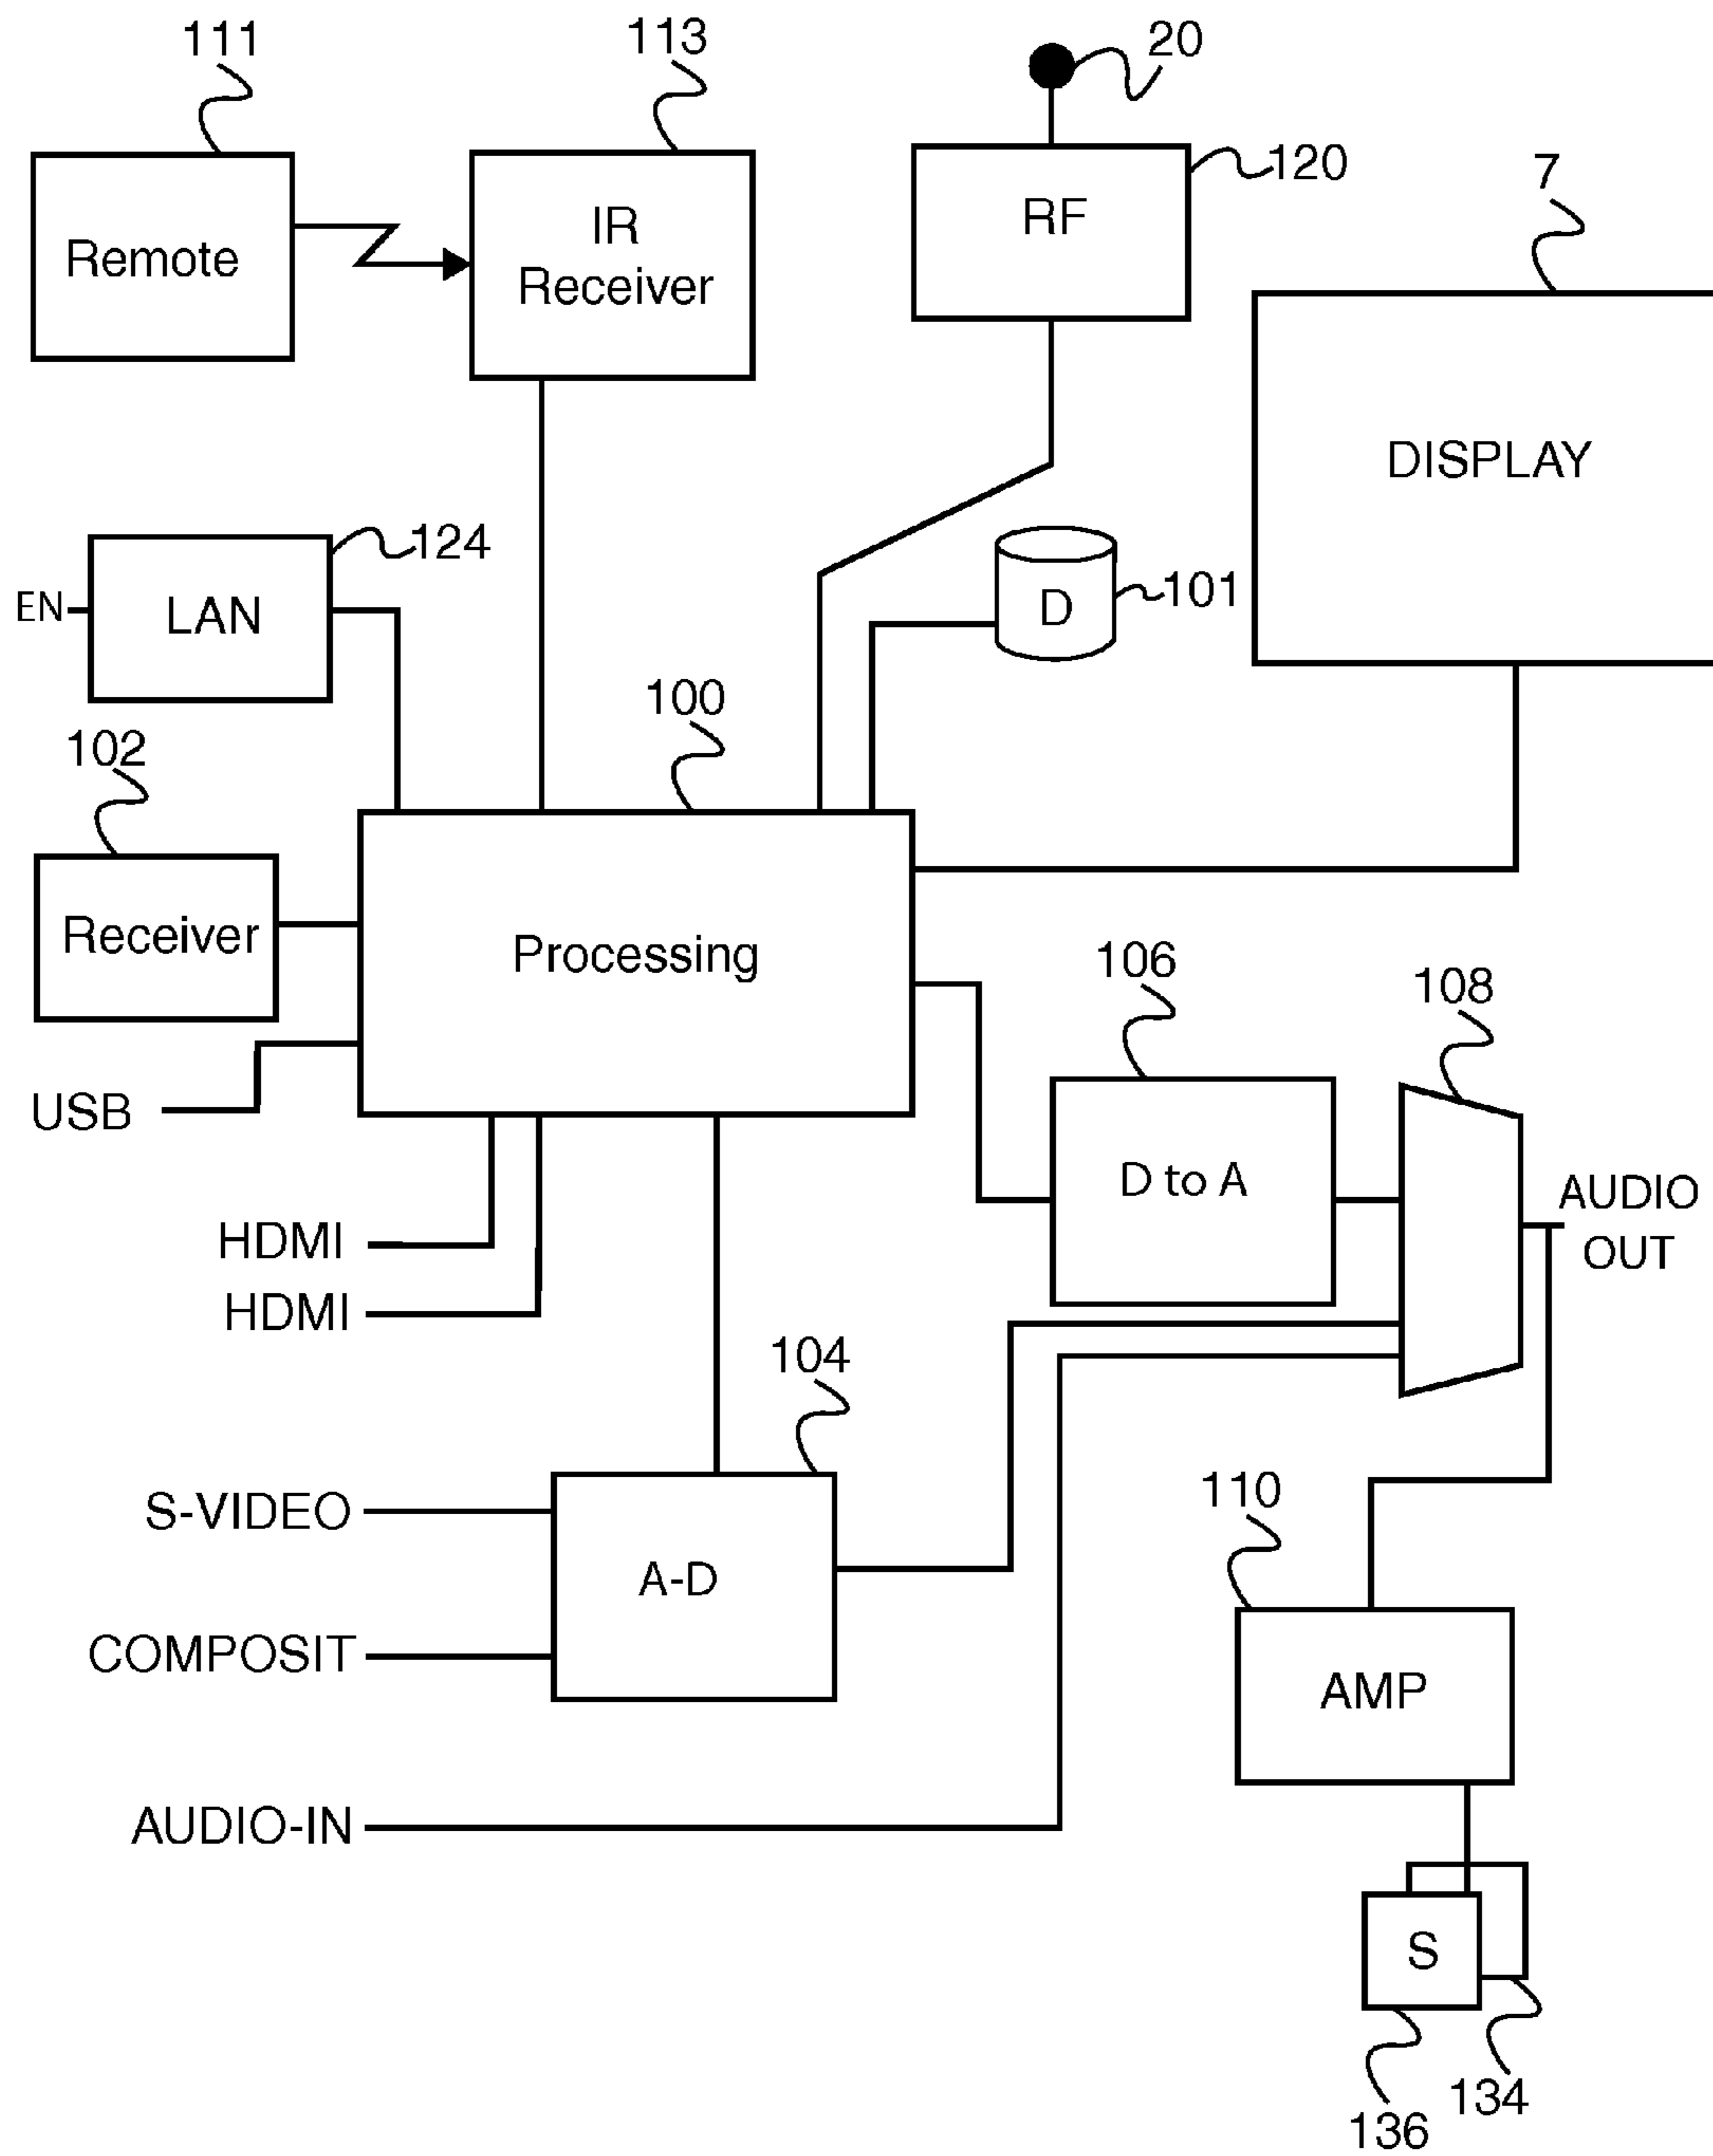 111
113
20
Remote
IR
Receiver
RF
120
7
DISPLAY
EN
LAN
124
D
101
100
102
Receiver
Processing
USB
106
108
HDMI
HDMI
D to A
AUDIO
OUT
104
S-VIDEO
A-D
COMPOSIT
110
AMP
AUDIO-IN
S
134
136